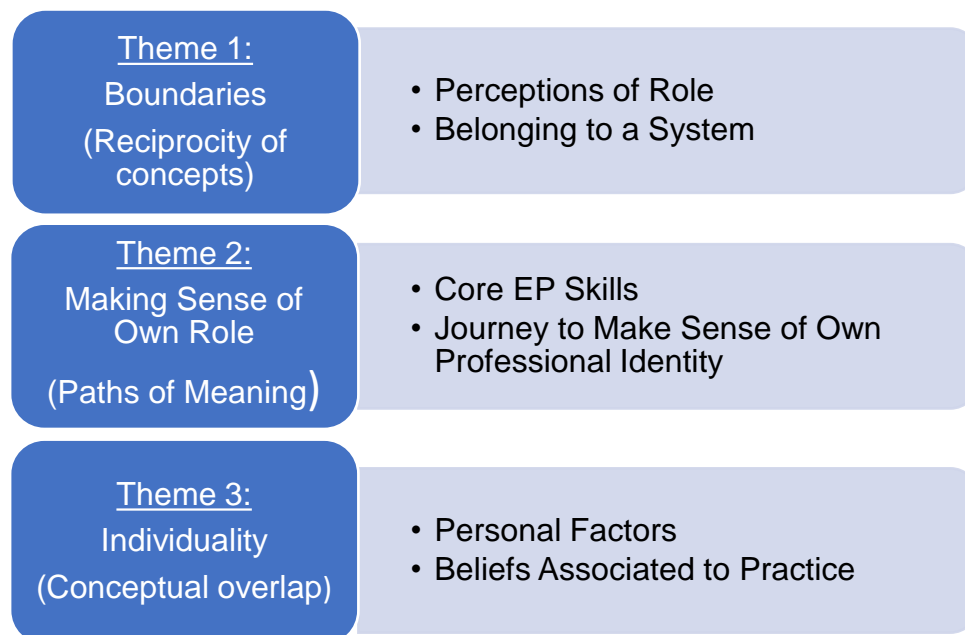 Theme 1:
Boundaries
(Reciprocity of
concepts)
• Perceptions of Role
• Belonging to a System
Theme 2:
Making Sense of
Own Role
(Paths of Meaning)
• Core EP Skills
• Journey to Make Sense of Own
Professional Identity
Theme 3:
Individuality
(Conceptual overlap)
• Personal Factors
• Beliefs Associated to Practice